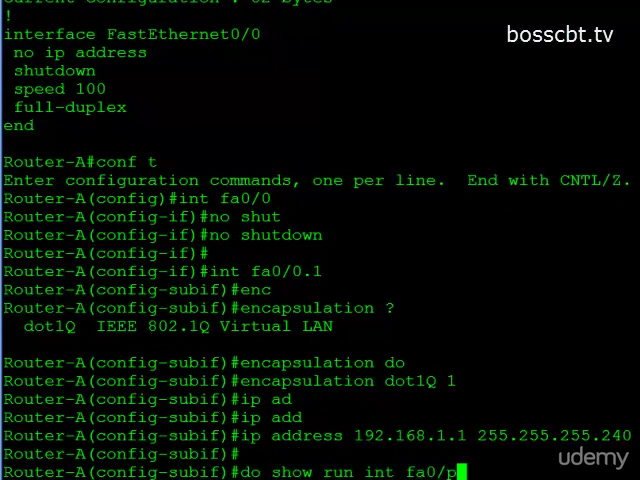 !
interface FastEthernet0/0
bosscbt.tv
no ip address
shutdown
speed 100
full-duplex
end
Router-A#conf t
Enter configuration commands, one per line.  End with CNTL/Z.
Router-A(config)#int fa0/0
Router-A(config-if)#no shut
Router-A(config-if)#no shutdown
Router-A(config-if)#
Router-A(config-if)#int fa0/0.1
Router-A(config-subif)#enc
Router-A(config-subif)#encapsulation ?
dot1Q  IEEE 802.1Q Virtual LAN
Router-A(config-subif)#encapsulation do
Router-A(config-subif)#encapsulation dot1Q 1
Router-A(config-subif)#ip ad
Router-A(config-subif)#ip add
Router-A(config-subif)#ip address 192.168.1.1 255.255.255.240
Router-A(config-subif)#
Router-A(config-subif)#do show run int fa0/p
udemy